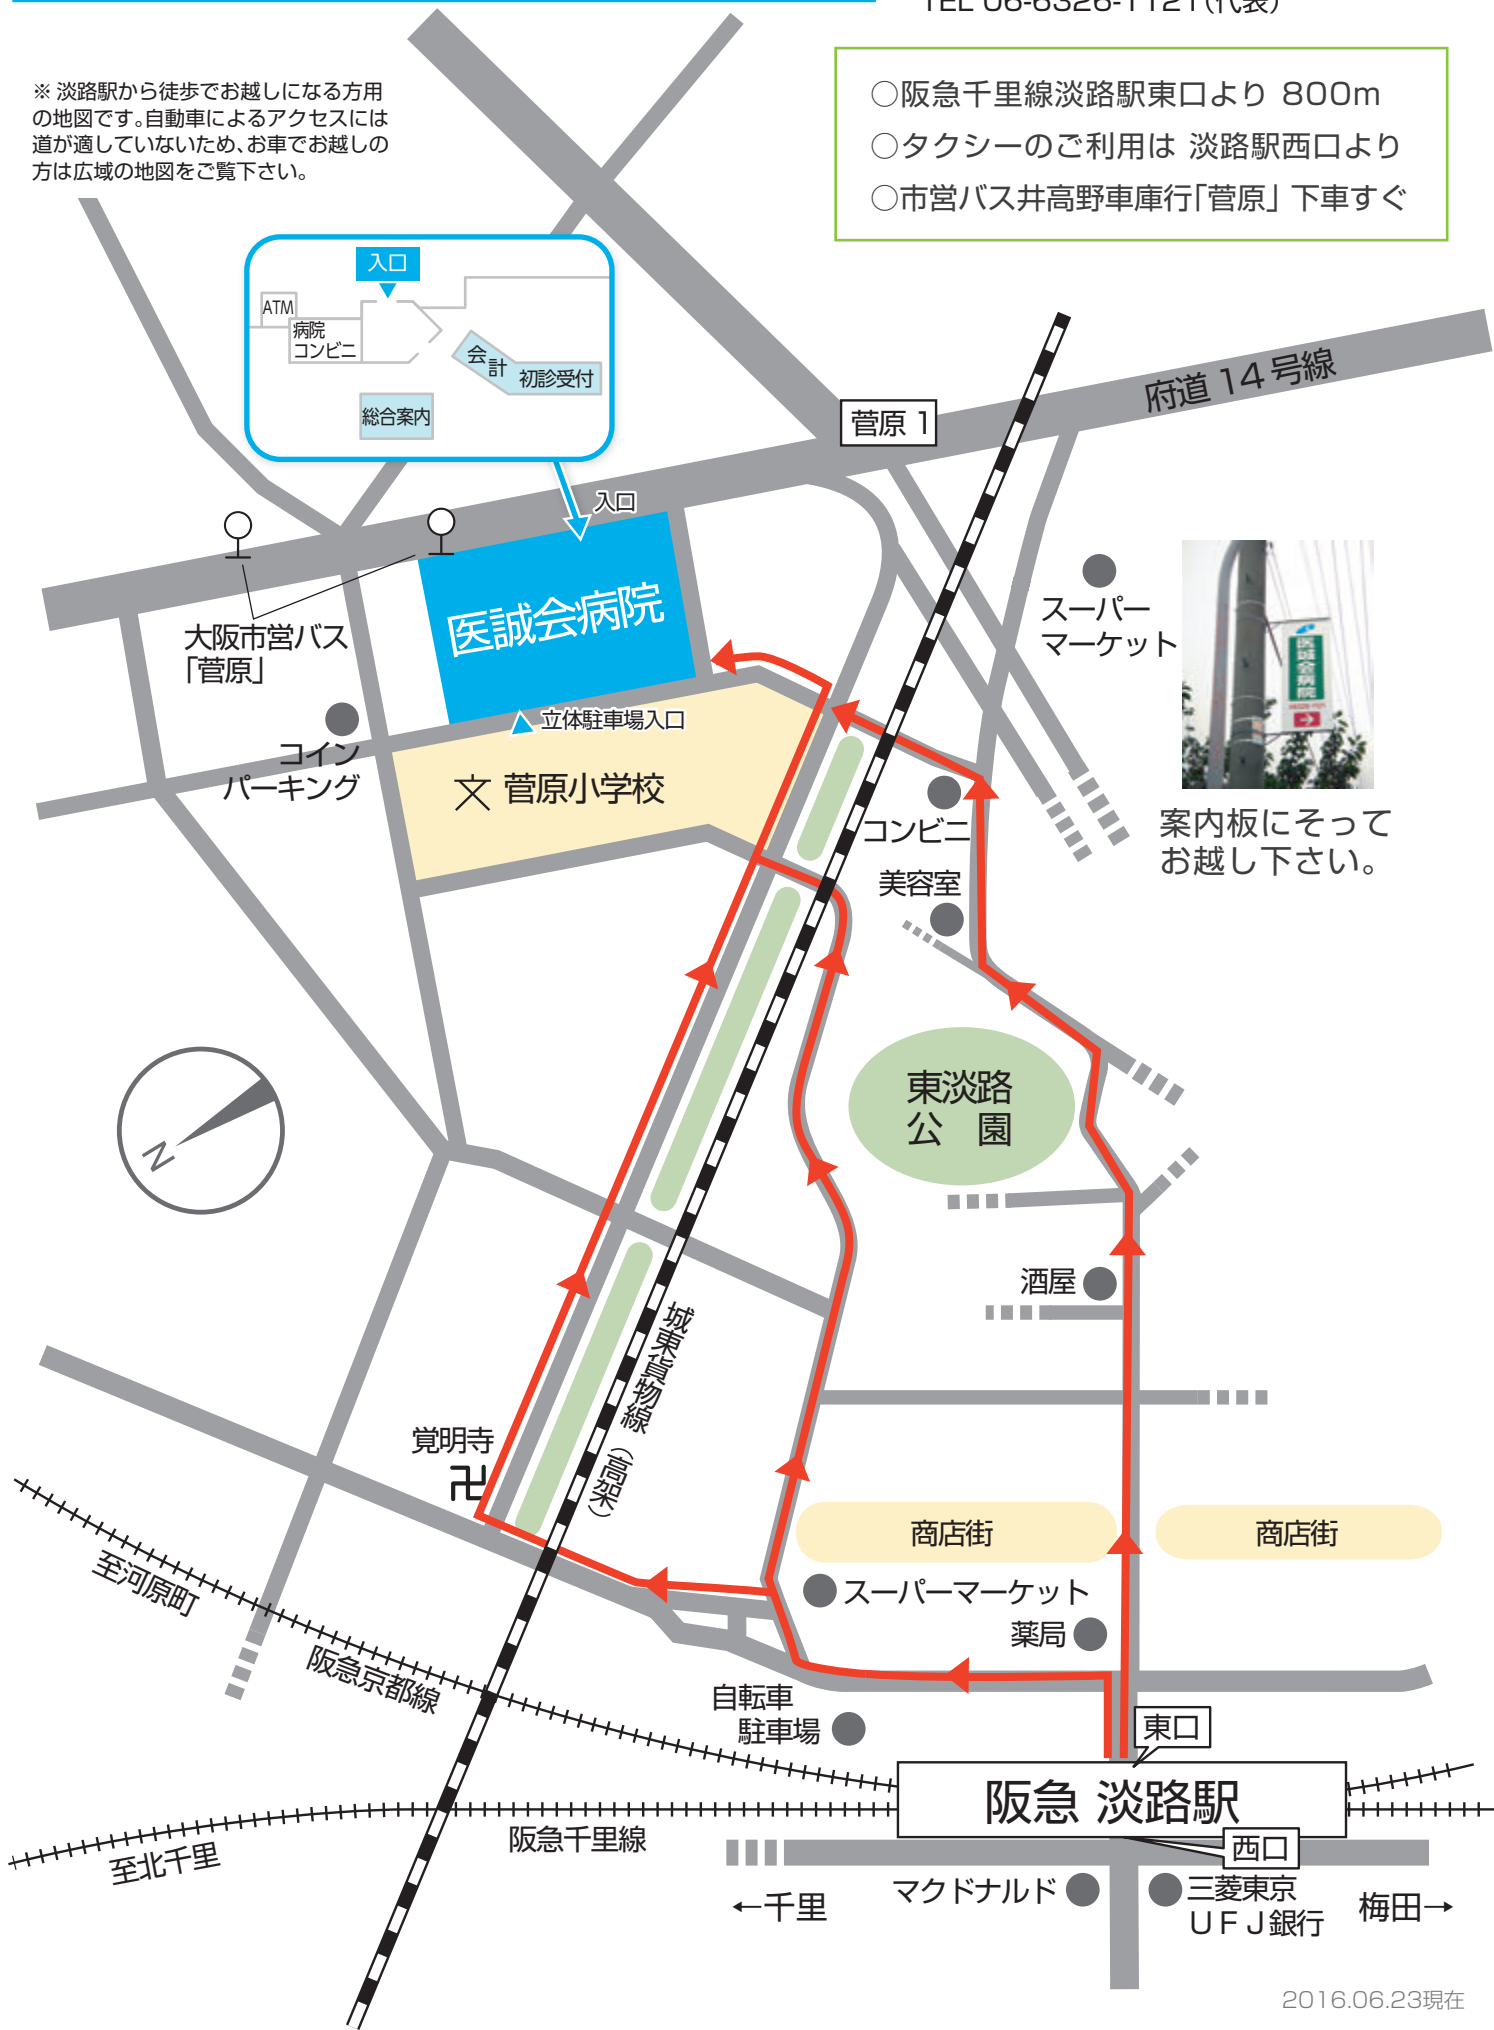 TEL 06-6326-1121(代表)
※ 淡路駅から徒歩でお越しになる方用
の地図です。自動車によるアクセスには
道が適していないため、お車でお越しの
方は広域の地図をご覧下さい。
○阪急千里線淡路駅東口より 800m
○タクシーのご利用は 淡路駅西口より
○市営バス井高野車庫行「菅原」下車すぐ
入口
ATM
病院
コンビニ
会計
初診受付
総合案内
府道 14 号線
菅原 1
入口
医誠会病院
大阪市営バス
「菅原」
スーパー
マーケット
医誠会病院
立体駐車場入口
コイン
パーキング
文 菅原小学校
コンビニ
案内板にそって
お越し下さい。
美容室
東淡路
公 園
N
酒屋
城東貨物線（高架）
覚明寺
卍
商店街
商店街
スーパーマーケット
至河原町
薬局
阪急京都線
自転車
駐車場
東口
阪急 淡路駅
阪急千里線
至北千里
西口
マクドナルド
三菱東京
ＵＦＪ銀行
←千里
梅田→
2016.06.23現在